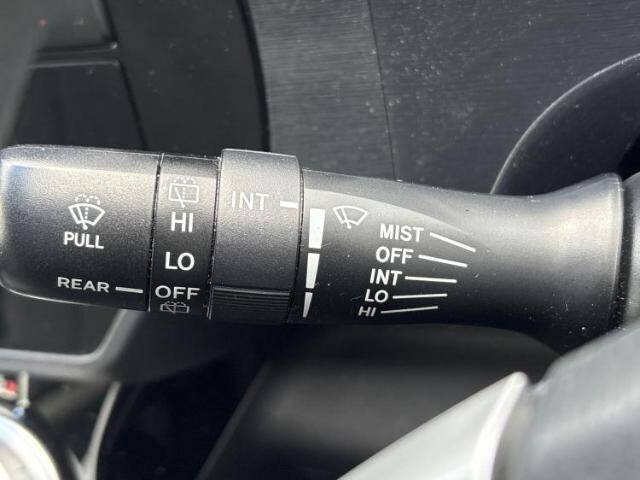 PULL
REAR
HI
LO
OFF
INT
MIST
OFF
INT
LO
HI